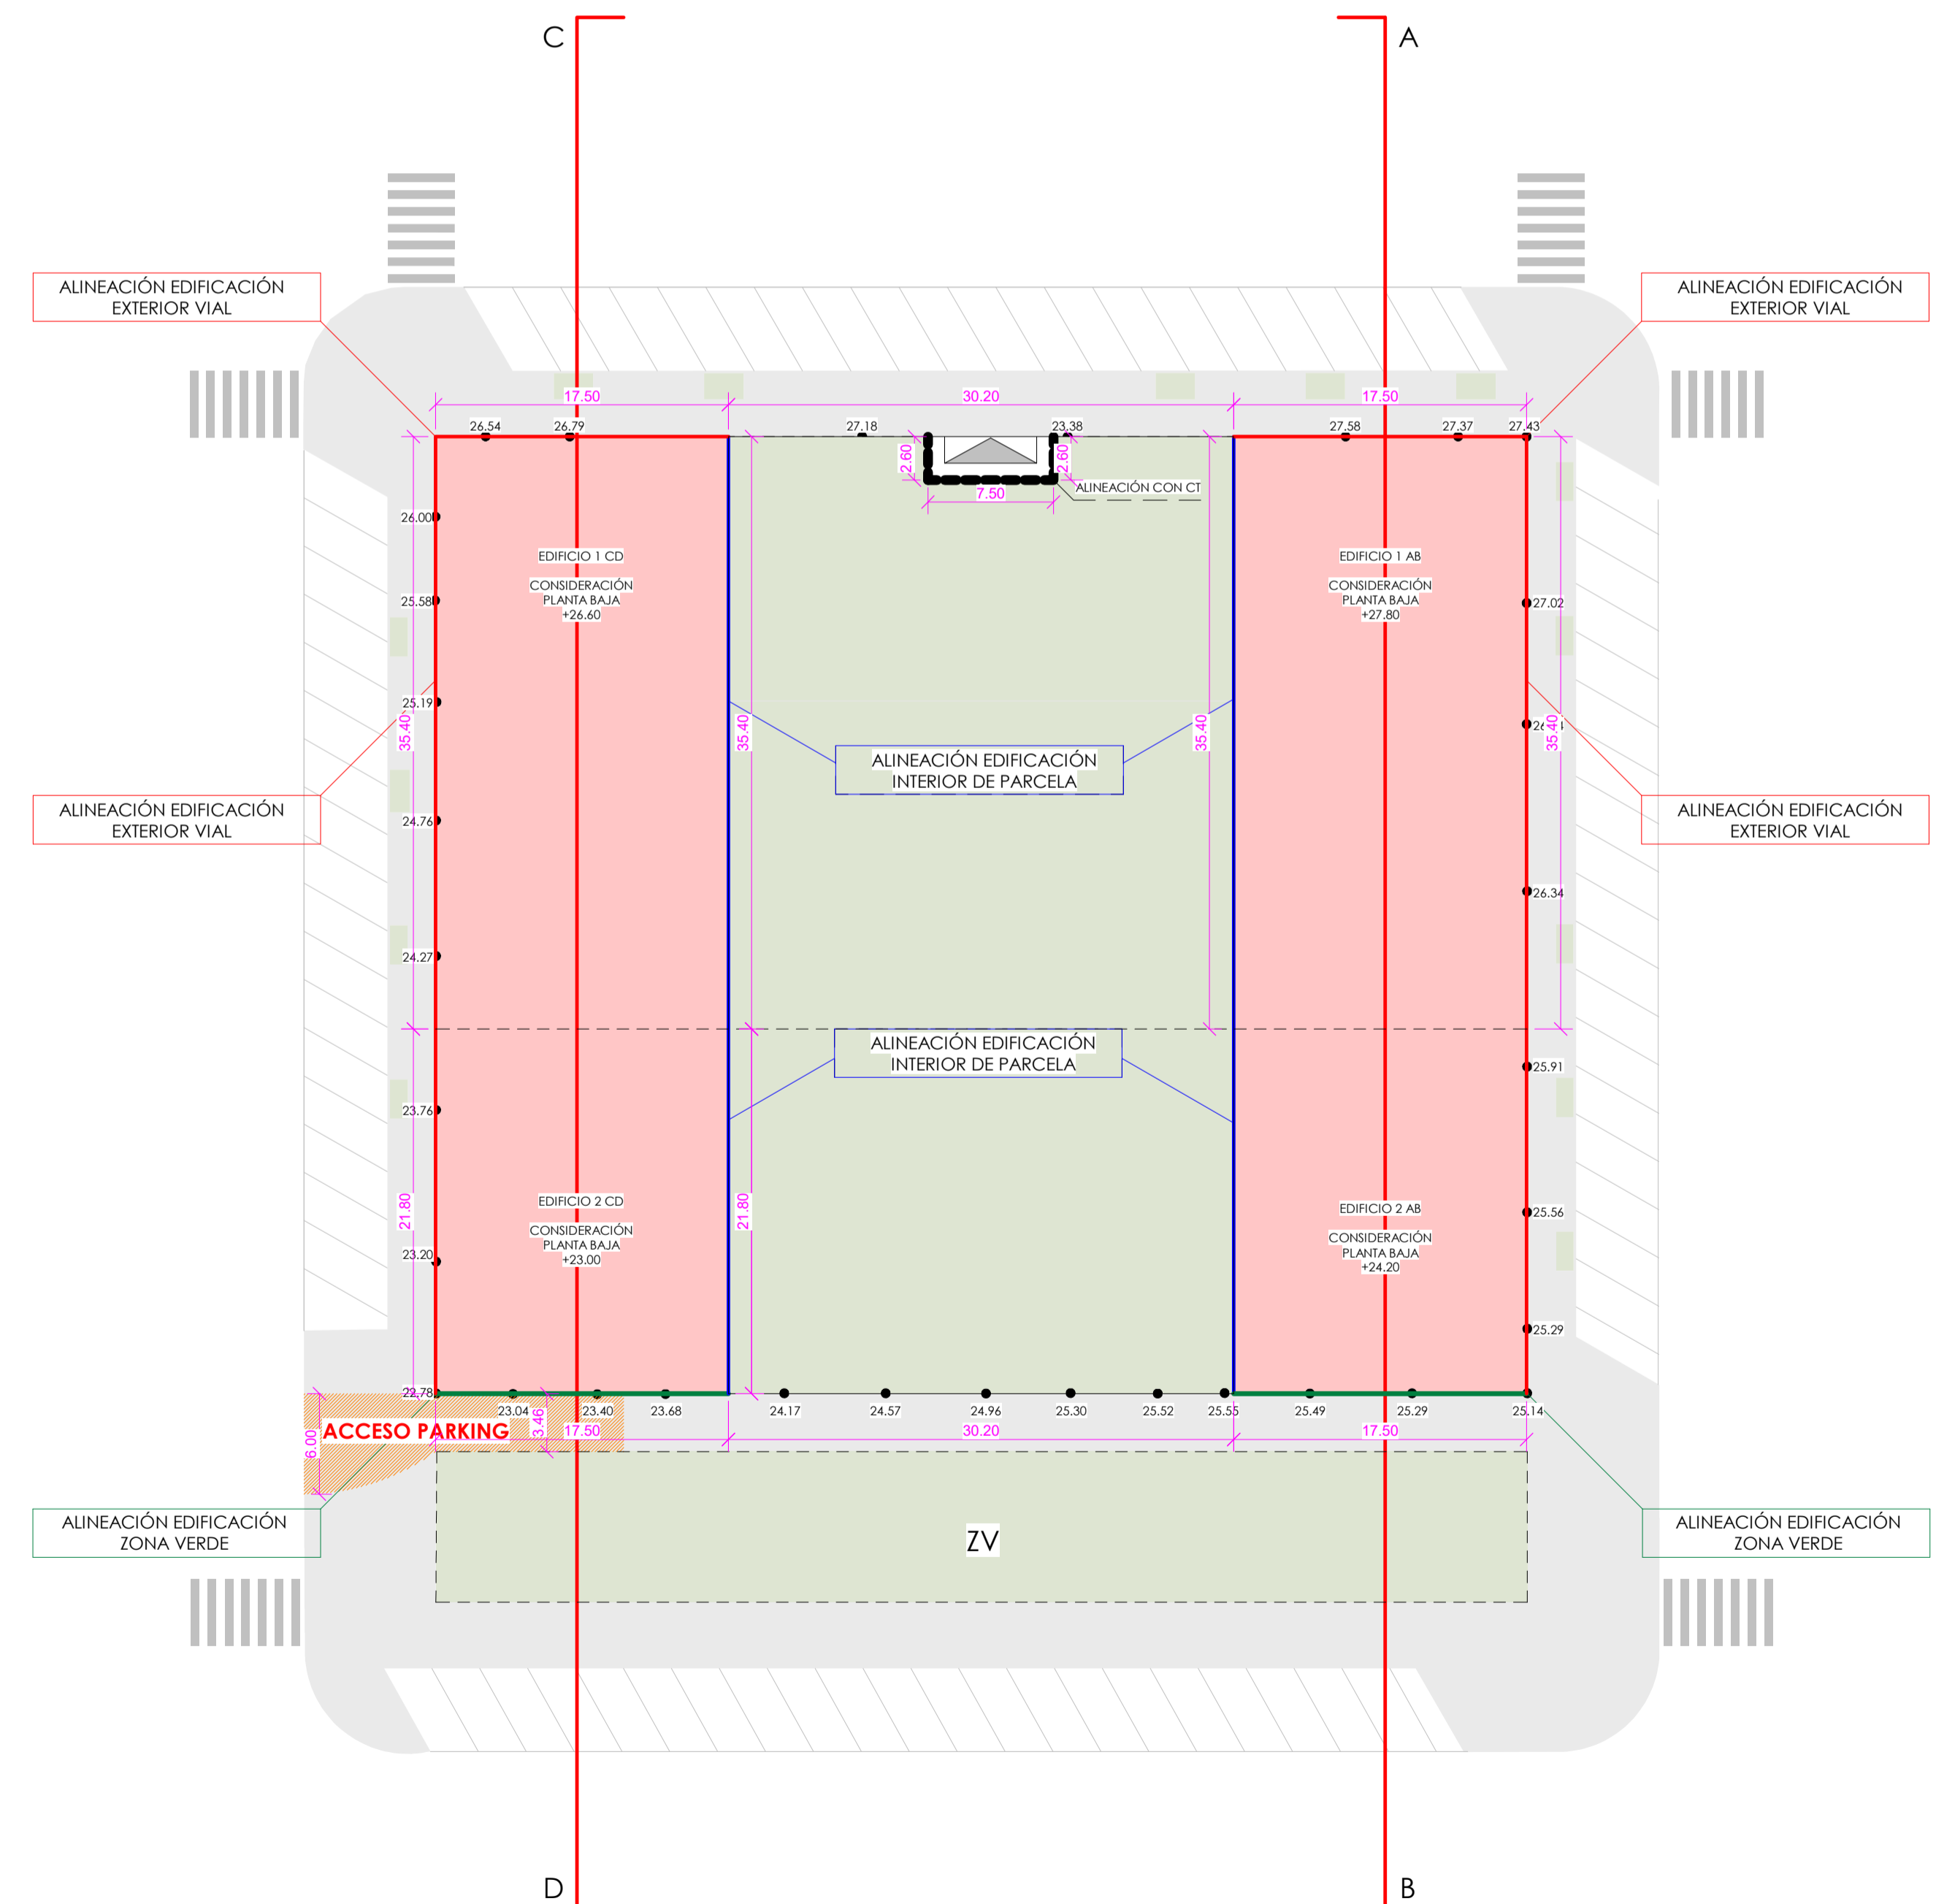 C
A
ALINEACIÓN EDIFICACIÓN
EXTERIOR VIAL
ALINEACIÓN EDIFICACIÓN
EXTERIOR VIAL
17.50
30.20
17.50
26.54
26.79
27.18
23.38
27.58
27.37
27.43
2.60
2.60
7.50
ALINEACIÓN CON CT
26.00
EDIFICIO 1 CD
CONSIDERACIÓN
PLANTA BAJA
+26.60
EDIFICIO 1 AB
CONSIDERACIÓN
PLANTA BAJA
+27.80
25.58
27.02
25.19
35.40
35.40
35.40
35.40
ALINEACIÓN EDIFICACIÓN
INTERIOR DE PARCELA
ALINEACIÓN EDIFICACIÓN
EXTERIOR VIAL
ALINEACIÓN EDIFICACIÓN
EXTERIOR VIAL
24.76
26.34
24.27
ALINEACIÓN EDIFICACIÓN
INTERIOR DE PARCELA
25.91
23.76
21.80
21.80
EDIFICIO 2 CD
CONSIDERACIÓN
PLANTA BAJA
+23.00
EDIFICIO 2 AB
CONSIDERACIÓN
PLANTA BAJA
+24.20
25.56
23.20
25.29
22.78
23.04
23.40
23.68
24.17
24.57
24.96
25.30
25.52
25.55
25.49
25.29
25.14
ACCESO PARKING
3.46
6.00
17.50
30.20
17.50
ALINEACIÓN EDIFICACIÓN
ZONA VERDE
ZV
ALINEACIÓN EDIFICACIÓN
ZONA VERDE
D
B